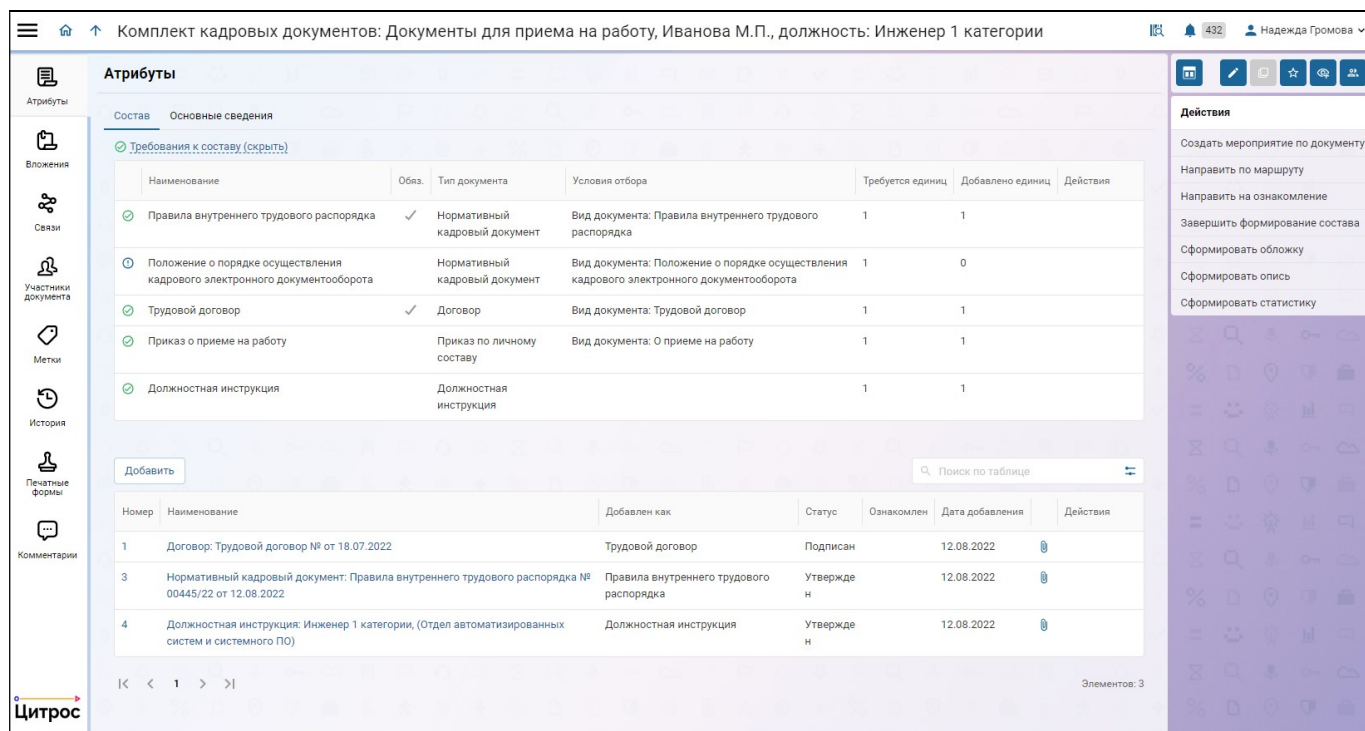 Комплект кадровых документов: Документы для приема на работу, Иванова М.П., должность: Инженер 1 категории
432
Надежда Громова
Атрибуты
Вложения
Связи
Участники
документа
Метки
История
Печатные
формы
Комментарии
Цитрос
Атрибуты
Состав Основные сведения
Требования к составу (скрыть)
Наименование Обяз. Тип документа Условия отбора Требуется единиц Добавлено единиц Действия
Правила внутреннего трудового распорядка Нормативный Вид документа: Правила внутреннего трудового 1 1
кадровый документ распорядка
Положение о порядке осуществления Нормативный Вид документа: Положение о порядке осуществления 1 0
кадрового электронного документооборота кадровый документ кадрового электронного документооборота
Трудовой договор Договор Вид документа: Трудовой договор 1 1
Приказ о приеме на работу Приказ по личному Вид документа: О приеме на работу 1 1
составу
Должностная инструкция Должностная 1 1
инструкция
Добавить
Поиск по таблице
Номер Наименование Добавлен как Статус Ознакомлен Дата добавления Действия
1 Договор: Трудовой договор № от 18.07.2022 Трудовой договор Подписан 12.08.2022
3 Нормативный кадровый документ: Правила внутреннего трудового распорядка № Правила внутреннего трудового Утвержде 12.08.2022
00445/22 от 12.08.2022 распорядка н
4 Должностная инструкция: Инженер 1 категории, (Отдел автоматизированных Должностная инструкция Утвержде 12.08.2022
систем и системного ПО) н
1
Элементов: 3
Действия
Создать мероприятие по документу
Направить по маршруту
Направить на ознакомление
Завершить формирование состава
Сформировать обложку
Сформировать опись
Сформировать статистику